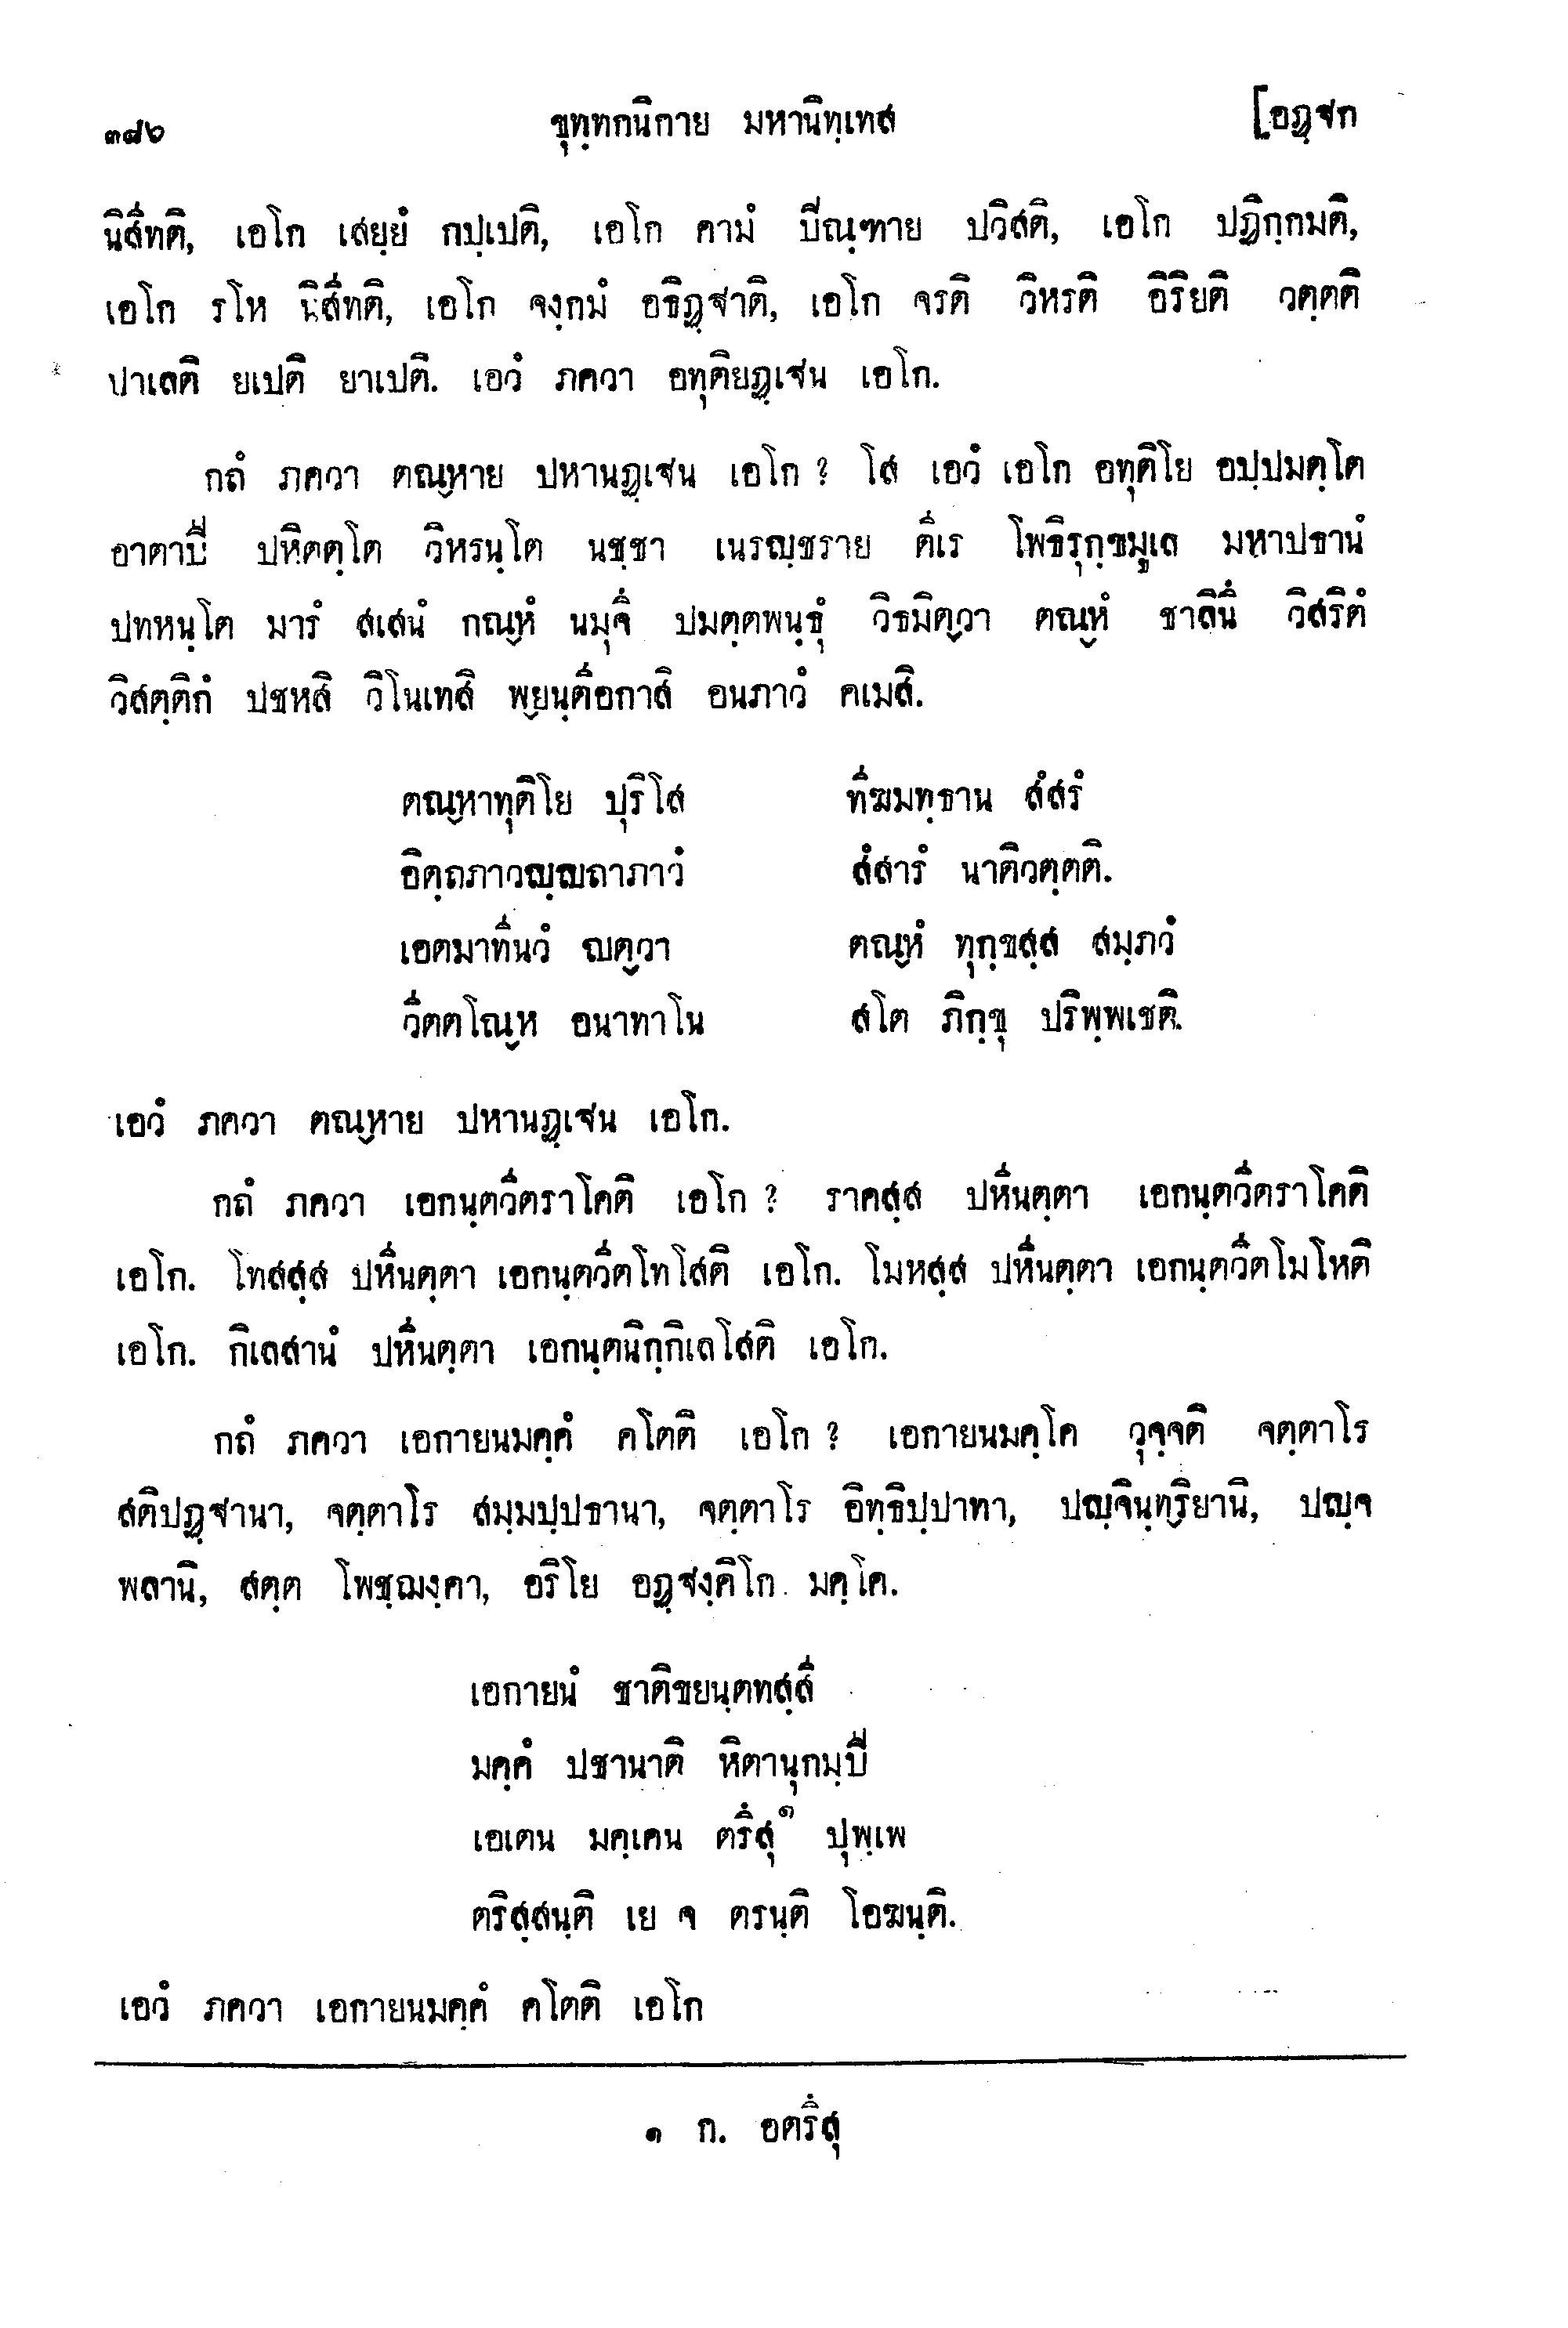 ๓๘๖ ขุทฺทกนิกาย มหานิทฺเทส [อฏฺฐก
นิสีทติ, เอโก เสยฺยํ กปฺเปติ, เอโก คามํ ปิณฺฑาย ปวิสติ, เอโก ปฏิกฺกมติ,
เอโก รโห นิสีทติ, เอโก จงฺกมํ อธิฏฺฐาติ, เอโก จรติ วิหรติ อิริยติ วตฺตติ
ปาเลติ ยเปติ ยาเปติ. เอวํ ภควา อทุติยฏฺเฐน เอโก.
กถํ ภควา ตณฺหาย ปหานฏฺเฐน เอโก ? โส เอวํ เอโก อทุติโย อปฺปมตฺโต
อาตาปี ปหิตตฺโต วิหรนฺโต นชฺชา เนรญฺชราย ตีเร โพธิรุกฺขมูเล มหาปธานํ
ปทหนฺโต มารํ สเสนํ กณฺหํ นมุจึ ปมตฺตพนฺธุํ วิธมิตฺวา ตณฺหํ ชาลินึ วิสริตํ
วิสตฺติกํ ปชหสิ วิโนเทสิ พฺยนฺตีอกาสิ อนภาวํ คเมสิ.
ตณฺหาทุติโย ปุริโส ทีฆมทฺธาน สํสรํ
อิตฺถภาวญฺญถาภาวํ สํสารํ นาติวตฺตติ.
เอตมาทีนวํ ญตฺวา ตณฺหํ ทุกฺขสฺส สมฺภวํ
วีตตโณฺห อนาทาโน สโต ภิกฺขุ ปริพฺพเชติ.
เอวํ ภควา ตณฺหาย ปหานฏฺเฐน เอโก.
กถํ ภควา เอกนฺตวีตราโคติ เอโก ? ราคสฺส ปหีนตฺตา เอกนฺตวีตราโคติ
เอโก. โทสสฺส ปหีนตฺตา เอกนฺตวีตโทโสติ เอโก. โมหสฺส ปหีนตฺตา เอกนฺตวีตโมโหติ
เอโก. กิเลสานํ ปหีนตฺตา เอกนฺตนิกฺกิเลโสติ เอโก.
กถํ ภควา เอกายนมคฺคํ คโตติ เอโก ? เอกายนมคฺโค วุจฺจติ จตฺตาโร
สติปฏฺฐานา, จตฺตาโร สมฺมปฺปธานา, จตฺตาโร อิทฺธิปฺปาทา, ปญฺจินฺทฺริยานิ, ปญฺจ
พลานิ, สตฺต โพชฺฌงฺคา, อริโย อฏฺฐงฺคิโก มคฺโค.
เอกายนํ ชาติขยนฺตทสฺสี
มคฺคํ ปชานาติ หิตานุกมฺปี
เอเตน มคฺเคน ตรึสุ๑ ปุพฺเพ
ตริสฺสนฺติ เย จ ตรนฺติ โอฆนฺติ.
เอวํ ภควา เอกายนมคฺคํ คโตติ เอโก
๑ ก. อตรึสุ